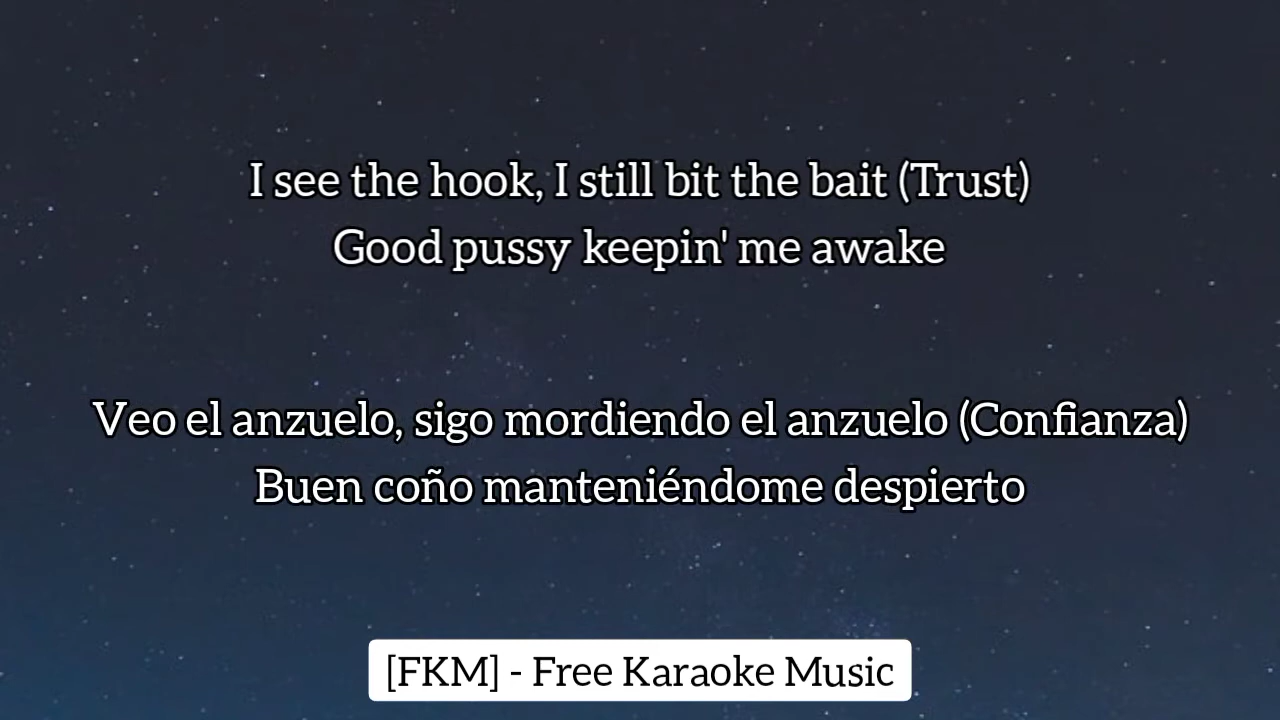 I see the hook, I still bit the bait (Trust)
Good pussy keepin' me awake
Veo el anzuelo, sigo mordiendo el anzuelo (Confianza)
Buen coño manteniéndome despierto
[FKM] - Free Karaoke Music